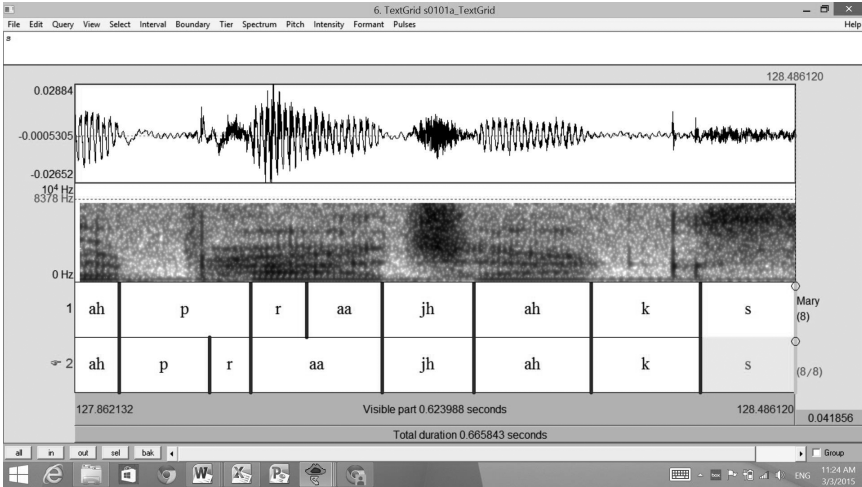 6. TextGrid s0101a_TextGrid
File Edit Query View Select Interval Boundary Tier Spectrum Pitch Intensity Formant Pulses Help
s
128.486120
0.02884
-0.0005305
-0.02652
10⁴ Hz
8378 Hz
0 Hz
1 ah p r aa jh ah k s Mary
(8)
2 ah p r aa jh ah k s (8/8)
127.862132 Visible part 0.623988 seconds 128.486120 0.041856
Total duration 0.665843 seconds
all in out sel bak Group
ENG 11:24 AM
3/3/2015